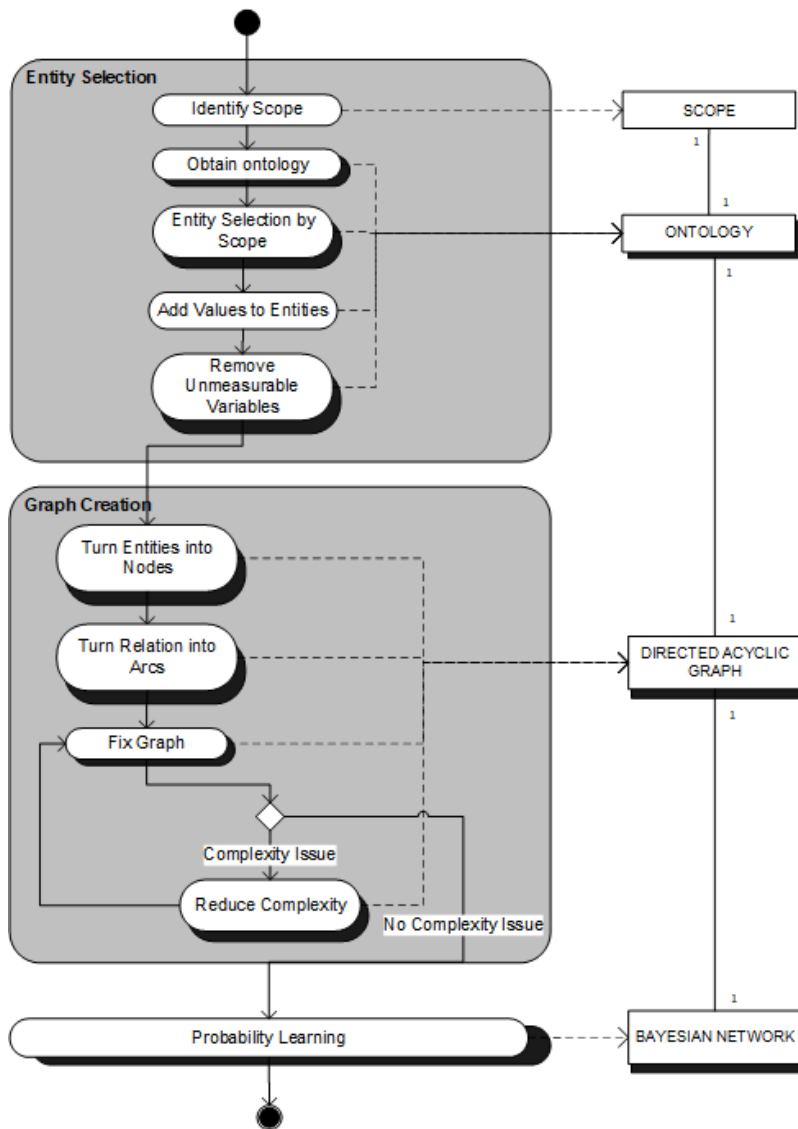 Entity Selection
Identify Scope
SCOPE
1
Obtain ontology
1
Entity Selection by
Scope
ONTOLOGY
1
Add Values to Entities
Remove
Unmeasurable
Variables
Graph Creation
Turn Entities into
Nodes
1
Turn Relation into
Arcs
DIRECTED ACYCLIC
GRAPH
1
Fix Graph
Complexity Issue
Reduce Complexity
No Complexity Issue
1
Probability Learning
BAYESIAN NETWORK